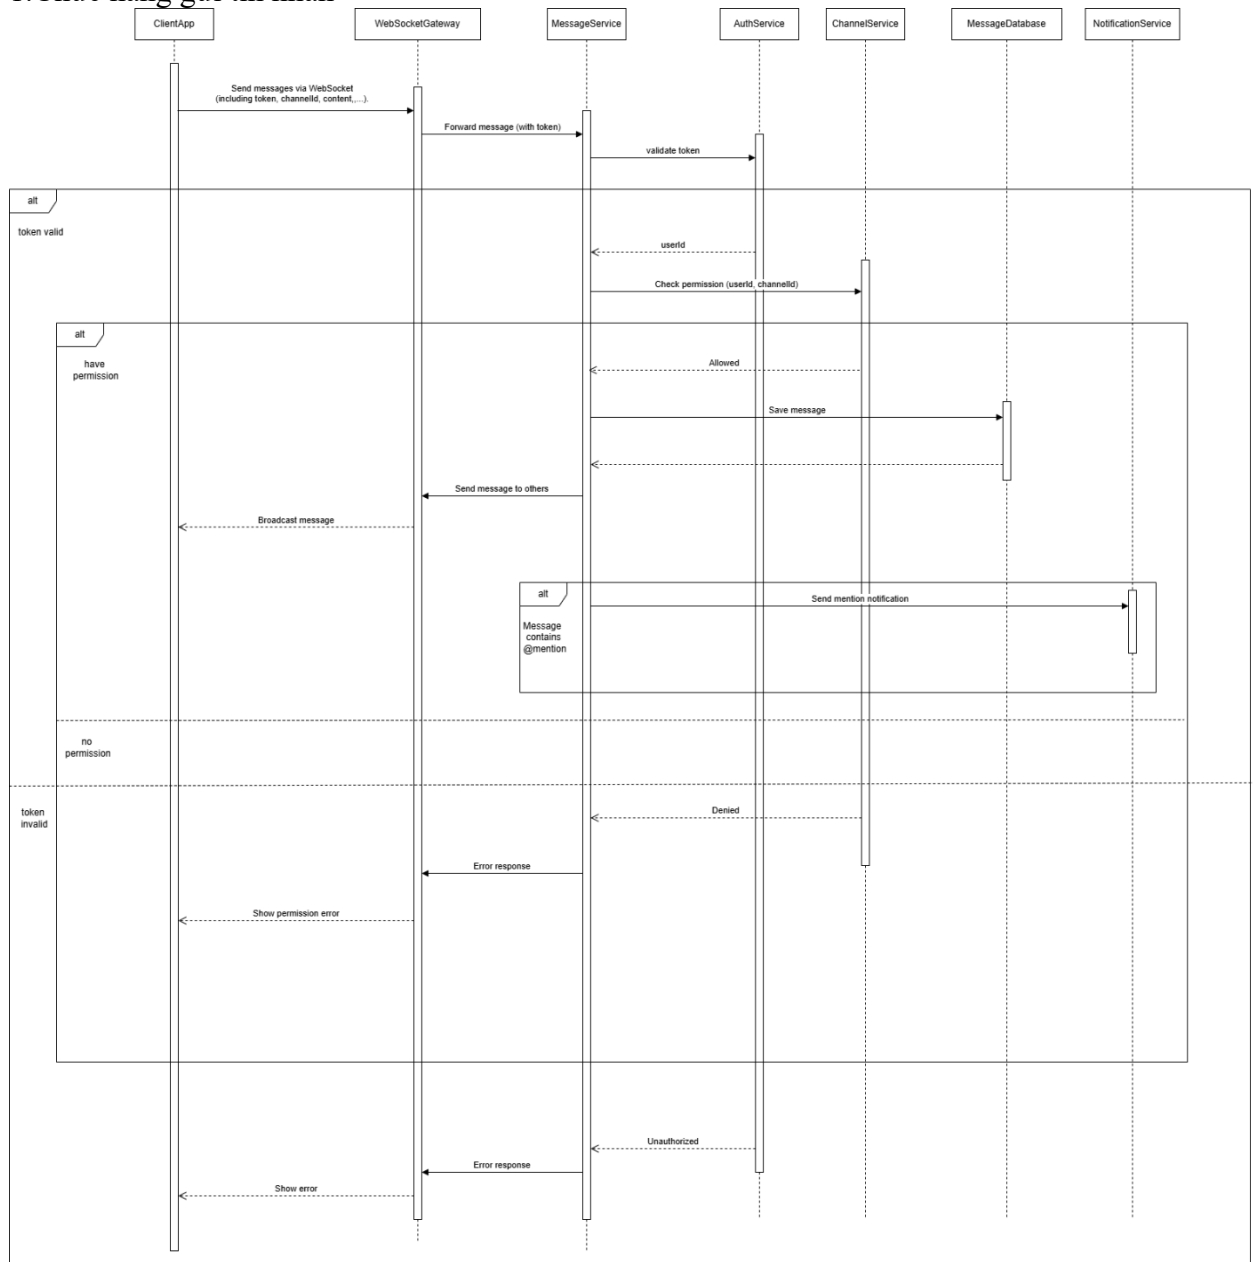 ClientApp
WebSocketGateway
MessageService
AuthService
ChannelService
MessageDatabase
NotificationService
Send messages via WebSocket
(including token, channelId, content,,...).
Forward message (with token)
validate token
alt
token valid
userId
Check permission (userId, channelId)
alt
have
permission
Allowed
Save message
Send message to others
Broadcast message
alt
Send mention notification
Message
contains
@mention
no
permission
token
invalid
Denied
Error response
Show permission error
Unauthorized
Error response
Show error